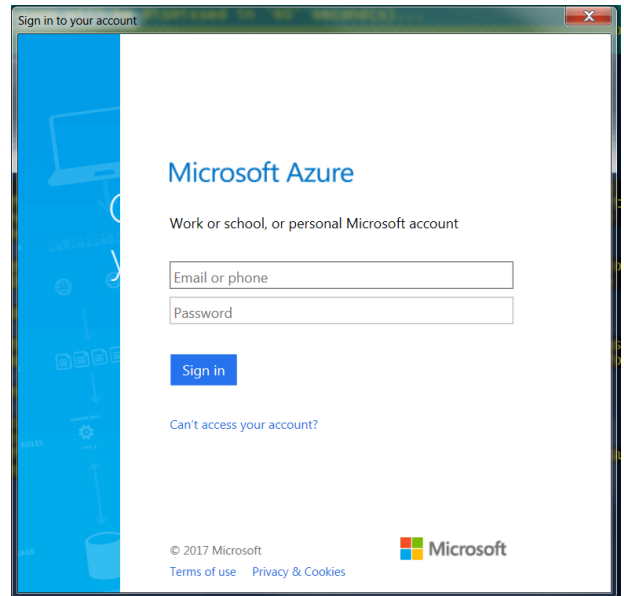 Sign in to your account
Microsoft Azure
Work or school, or personal Microsoft account
Email or phone
Password
Sign in
Can't access your account?
ROLES
© 2017 Microsoft
Microsoft
Terms of use Privacy & Cookies